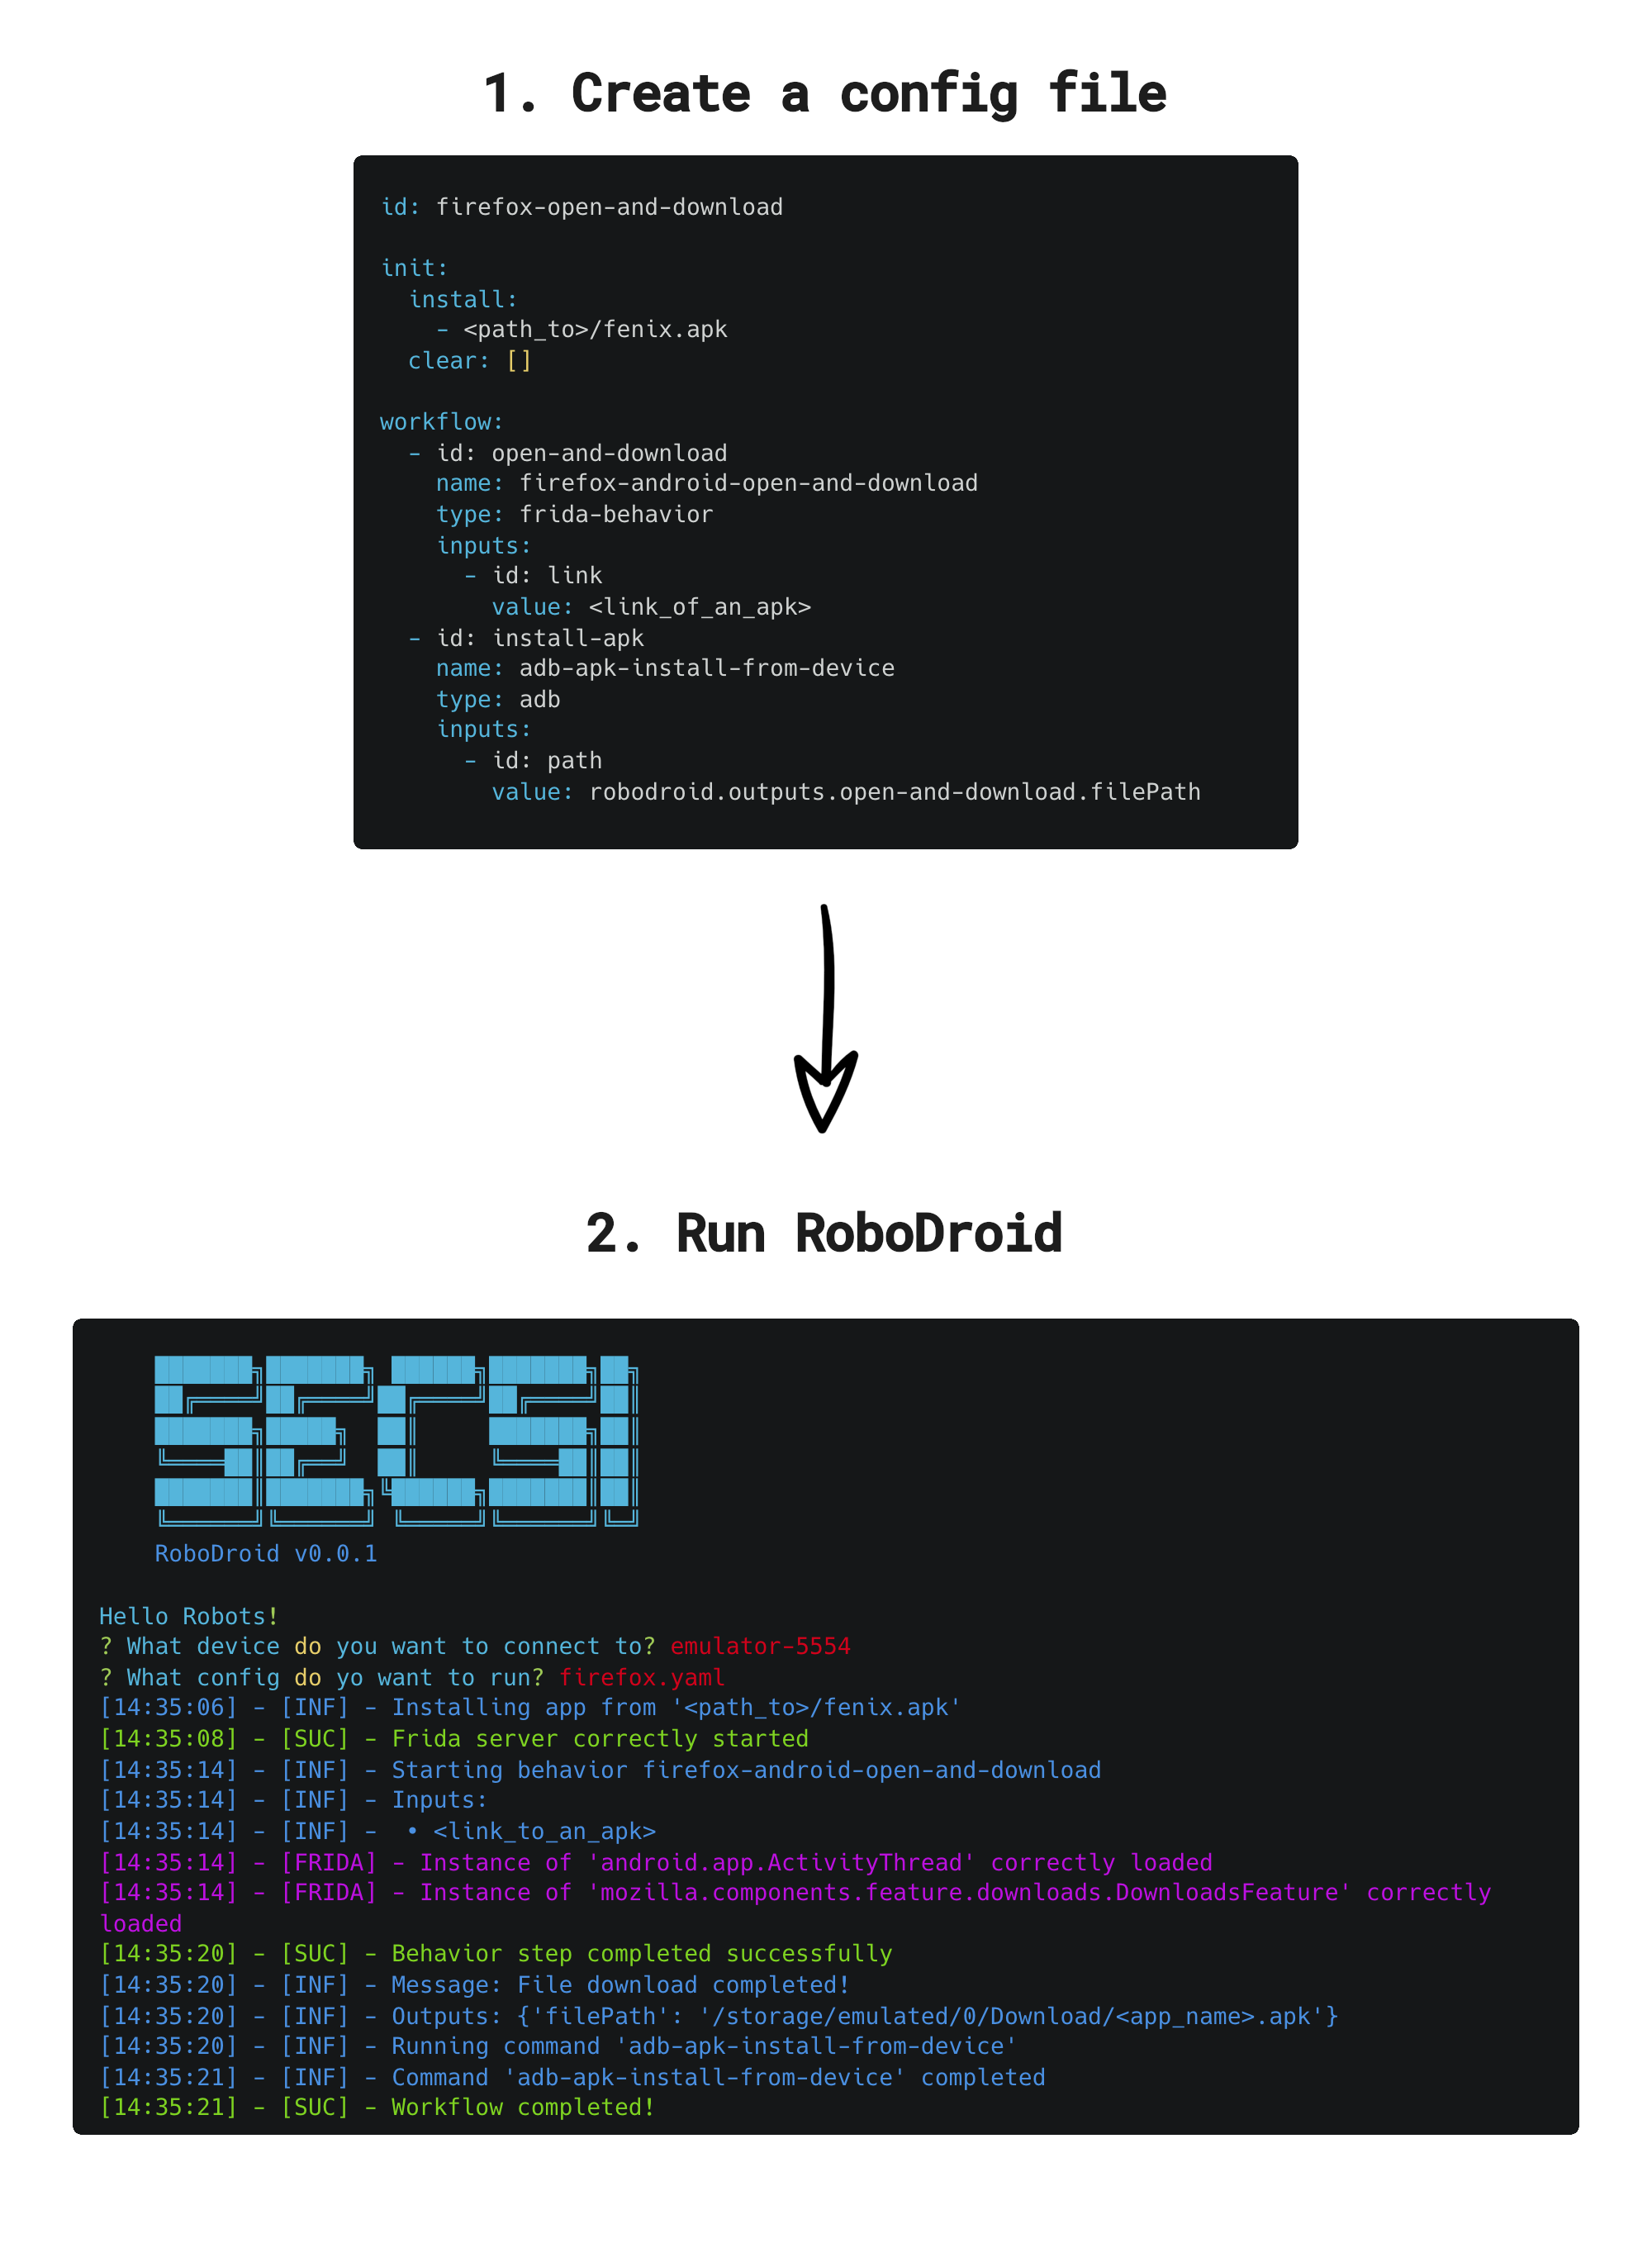 1. Create a config file
id: firefox-open-and-download
init:
install:
- <path_to>/fenix.apk
clear: []
workflow:
- id: open-and-download
name: firefox-android-open-and-download
type: frida-behavior
inputs:
- id: link
value: <link_of_an_apk>
- id: install-apk
name: adb-apk-install-from-device
type: adb
inputs:
- id: path
value: robodroid.outputs.open-and-download.filePath
2. Run RoboDroid
SECSI
RoboDroid v0.0.1
Hello Robots!
? What device do you want to connect to? emulator-5554
? What config do yo want to run? firefox.yaml
[14:35:06] - [INF] - Installing app from '<path_to>/fenix.apk'
[14:35:08] - [SUC] - Frida server correctly started
[14:35:14] - [INF] - Starting behavior firefox-android-open-and-download
[14:35:14] - [INF] - Inputs:
[14:35:14] - [INF] -  • <link_to_an_apk>
[14:35:14] - [FRIDA] - Instance of 'android.app.ActivityThread' correctly loaded
[14:35:14] - [FRIDA] - Instance of 'mozilla.components.feature.downloads.DownloadsFeature' correctly
loaded
[14:35:20] - [SUC] - Behavior step completed successfully
[14:35:20] - [INF] - Message: File download completed!
[14:35:20] - [INF] - Outputs: {'filePath': '/storage/emulated/0/Download/<app_name>.apk'}
[14:35:20] - [INF] - Running command 'adb-apk-install-from-device'
[14:35:21] - [INF] - Command 'adb-apk-install-from-device' completed
[14:35:21] - [SUC] - Workflow completed!